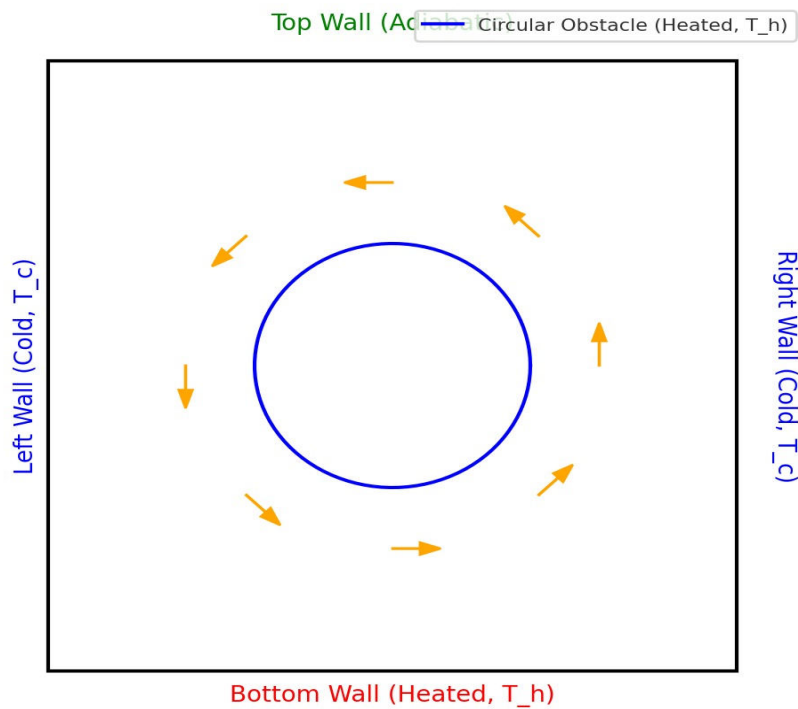 Top Wall (Adiabatic)
Circular Obstacle (Heated, T_h)
Left Wall (Cold, T_c)
Right Wall (Cold, T_c)
Bottom Wall (Heated, T_h)